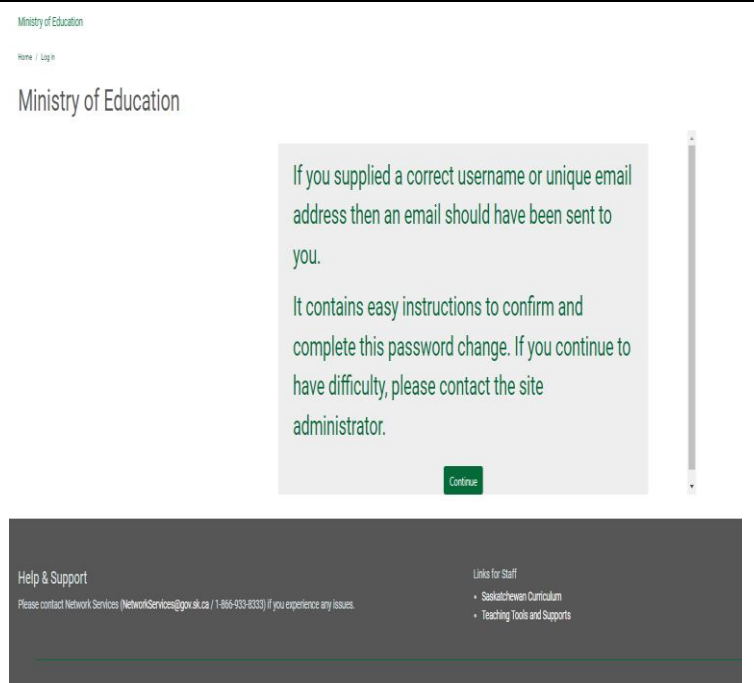 Ministry of Education
Home / Log in
Ministry of Education
If you supplied a correct username or unique email
address then an email should have been sent to
you.
It contains easy instructions to confirm and
complete this password change. If you continue to
have difficulty, please contact the site
administrator.
Continue
Help & Support
Please contact Network Services (NetworkServices@gov.sk.ca / 1-866-933-8333) if you experience any issues.
Links for Staff
• Saskatchewan Curriculum
• Teaching Tools and Supports